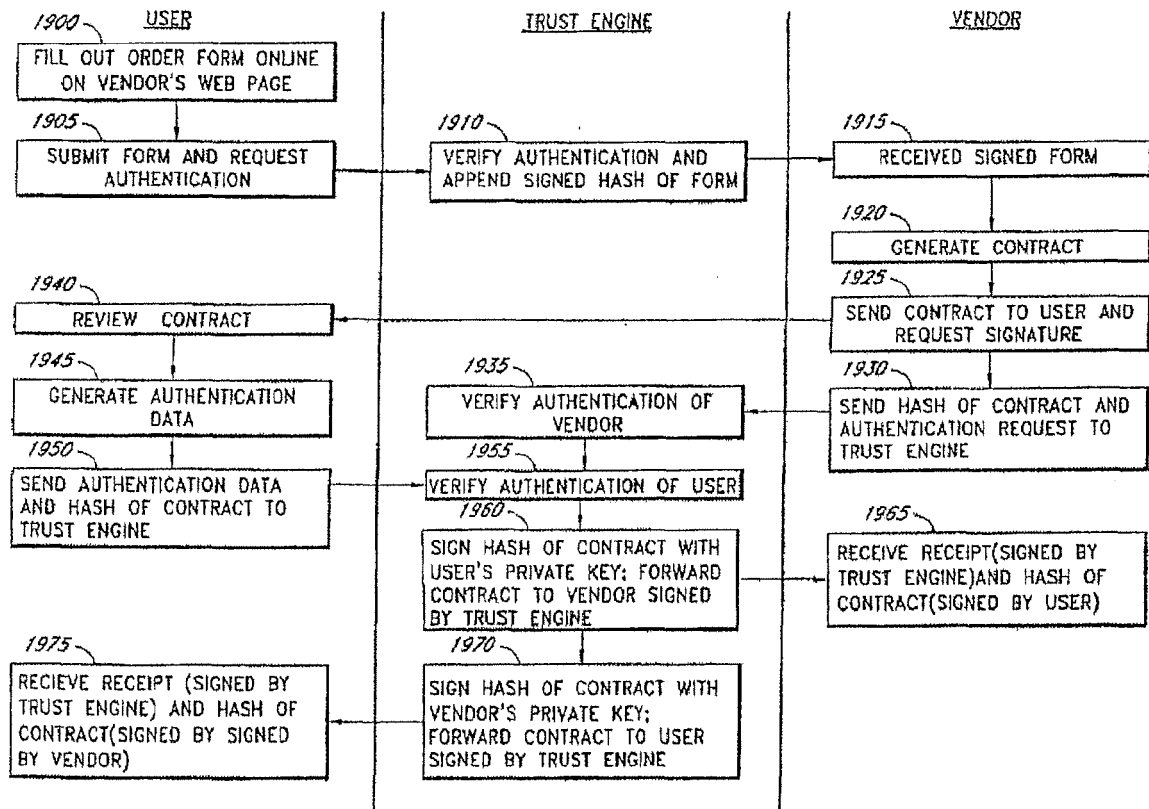 USER
TRUST ENGINE
VENDOR
1900
FILL OUT ORDER FORM ONLINE
ON VENDOR'S WEB PAGE
1905
SUBMIT FORM AND REQUEST
AUTHENTICATION
1910
VERIFY AUTHENTICATION AND
APPEND SIGNED HASH OF FORM
1915
RECEIVED SIGNED FORM
1920
GENERATE CONTRACT
1925
SEND CONTRACT TO USER AND
REQUEST SIGNATURE
1940
REVIEW CONTRACT
1945
GENERATE AUTHENTICATION
DATA
1935
VERIFY AUTHENTICATION OF
VENDOR
1930
SEND HASH OF CONTRACT AND
AUTHENTICATION REQUEST TO
TRUST ENGINE
1950
SEND AUTHENTICATION DATA
AND HASH OF CONTRACT TO
TRUST ENGINE
1955
VERIFY AUTHENTICATION OF USER
1960
SIGN HASH OF CONTRACT WITH
USER'S PRIVATE KEY; FORWARD
CONTRACT TO VENDOR SIGNED
BY TRUST ENGINE
1965
RECEIVE RECEIPT(SIGNED BY
TRUST ENGINE)AND HASH OF
CONTRACT(SIGNED BY USER)
1970
SIGN HASH OF CONTRACT WITH
VENDOR'S PRIVATE KEY;
FORWARD CONTRACT TO USER
SIGNED BY TRUST ENGINE
1975
RECIEVE RECEIPT (SIGNED BY
TRUST ENGINE) AND HASH OF
CONTRACT(SIGNED BY SIGNED
BY VENDOR)